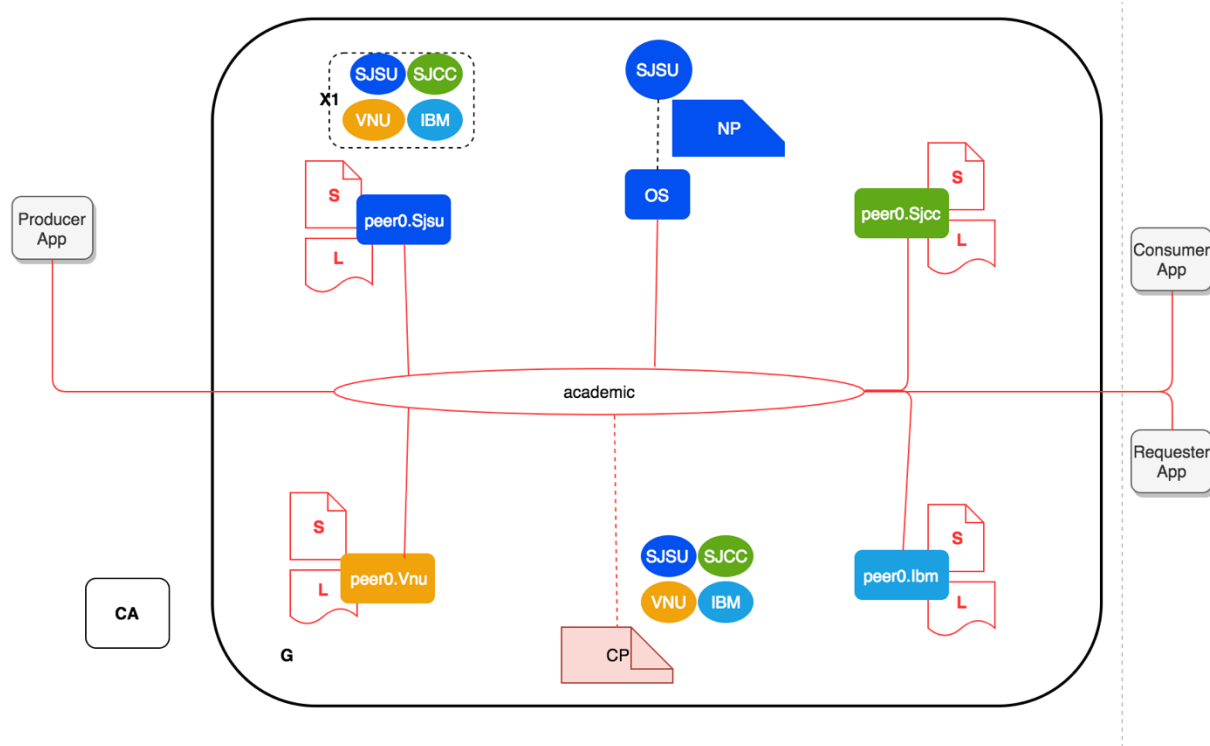 SJSU
SJCC
X1
VNU
IBM
SJSU
NP
OS
S
peer0.Sjsu
L
S
peer0.Sjcc
L
Producer
App
Consumer
App
academic
Requester
App
S
peer0.Vnu
L
SJSU
SJCC
VNU
IBM
S
peer0.Ibm
L
CA
G
CP